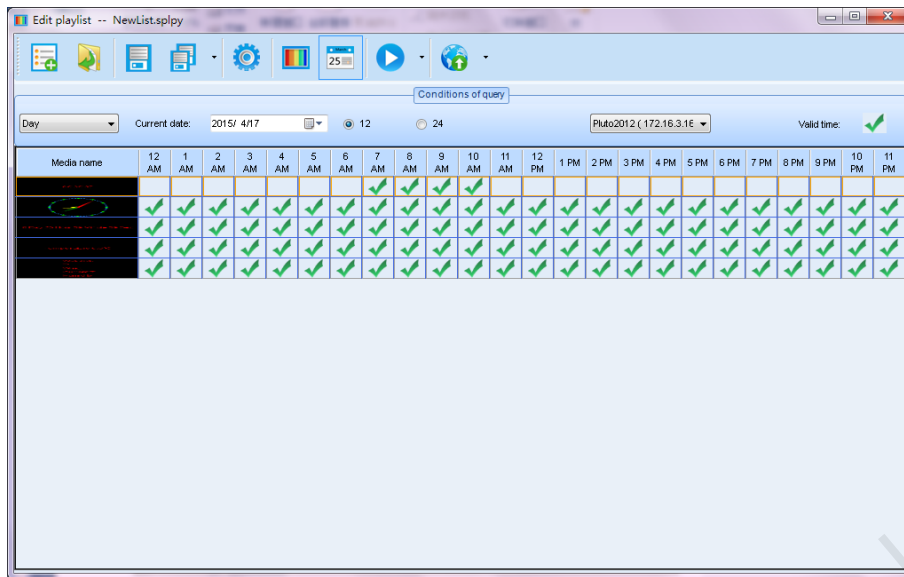 Edit playlist -- NewList.splpy
25
Conditions of query
Day Current date: 2015/ 4/17 12 24 Pluto2012 ( 172.16.3.16 Valid time:
Media name 12 AM 1 AM 2 AM 3 AM 4 AM 5 AM 6 AM 7 AM 8 AM 9 AM 10 AM 11 AM 12 PM 1 PM 2 PM 3 PM 4 PM 5 PM 6 PM 7 PM 8 PM 9 PM 10 PM 11 PM